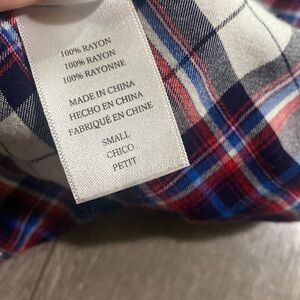 100% RAYON
100% RAYON
100% RAYONNE
MADE IN CHINA
HECHO EN CHINA
FABRIQUÉ EN CHINE
SMALL
CHICO
PETIT